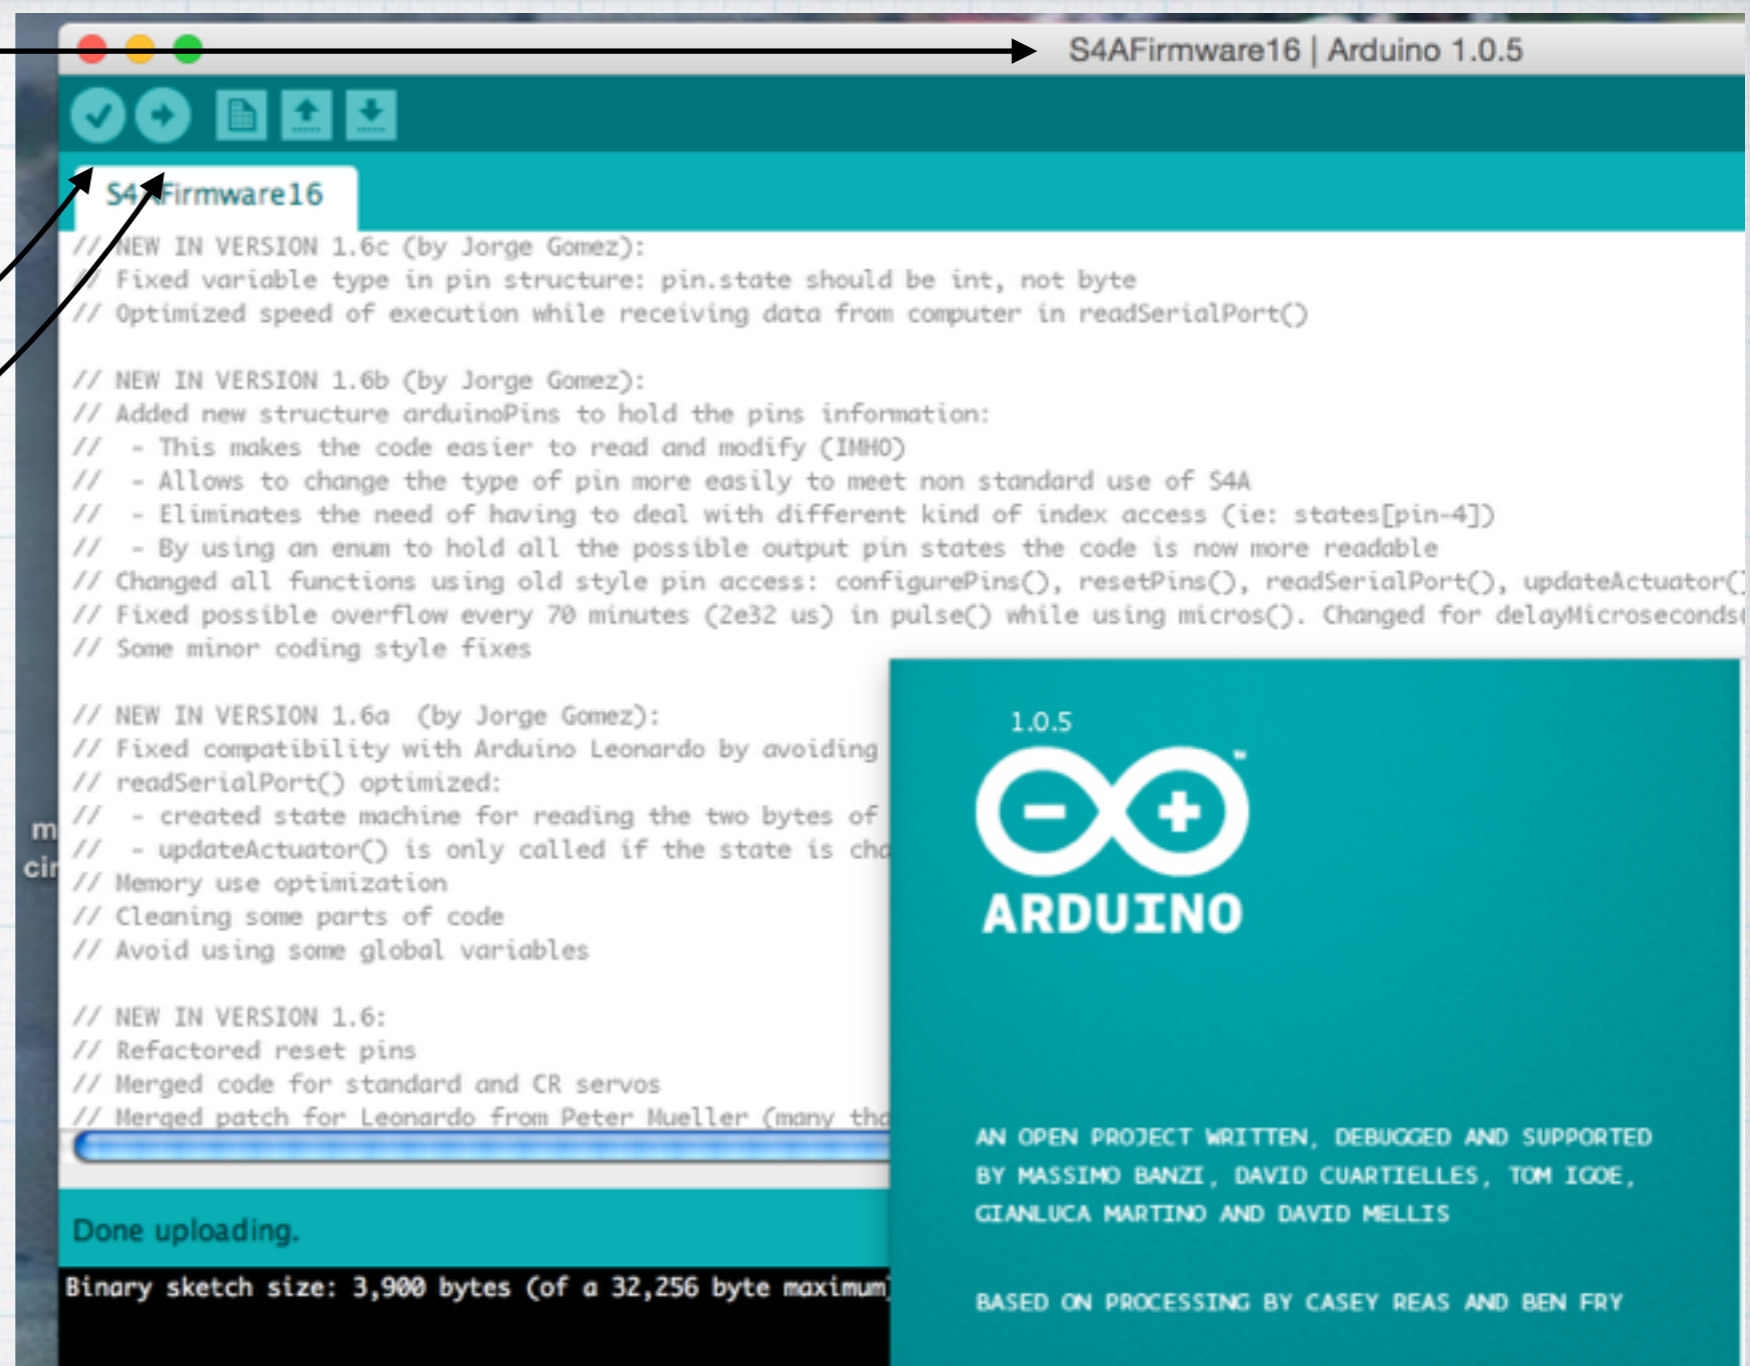 S4AFirmware16 | Arduino 1.0.5
S4AFirmware16
// NEW IN VERSION 1.6c (by Jorge Gomez):
// Fixed variable type in pin structure: pin.state should be int, not byte
// Optimized speed of execution while receiving data from computer in readSerialPort()
// NEW IN VERSION 1.6b (by Jorge Gomez):
// Added new structure arduinoPins to hold the pins information:
//  - This makes the code easier to read and modify (IMHO)
//  - Allows to change the type of pin more easily to meet non standard use of S4A
//  - Eliminates the need of having to deal with different kind of index access (ie: states[pin-4])
//  - By using an enum to hold all the possible output pin states the code is now more readable
// Changed all functions using old style pin access: configurePins(), resetPins(), readSerialPort(), updateActuator()
// Fixed possible overflow every 70 minutes (2e32 us) in pulse() while using micros(). Changed for delayMicroseconds(
// Some minor coding style fixes
// NEW IN VERSION 1.6a  (by Jorge Gomez):
// Fixed compatibility with Arduino Leonardo by avoiding
// readSerialPort() optimized:
//  - created state machine for reading the two bytes of
//  - updateActuator() is only called if the state is cha
// Memory use optimization
// Cleaning some parts of code
// Avoid using some global variables
// NEW IN VERSION 1.6:
// Refactored reset pins
// Merged code for standard and CR servos
// Merged patch for Leonardo from Peter Mueller (many tha
m
cir
Done uploading.
Binary sketch size: 3,900 bytes (of a 32,256 byte maximum)
1.0.5
ARDUINO
AN OPEN PROJECT WRITTEN, DEBUGGED AND SUPPORTED
BY MASSIMO BANZI, DAVID CUARTIELLES, TOM IGOE,
GIANLUCA MARTINO AND DAVID MELLIS
BASED ON PROCESSING BY CASEY REAS AND BEN FRY